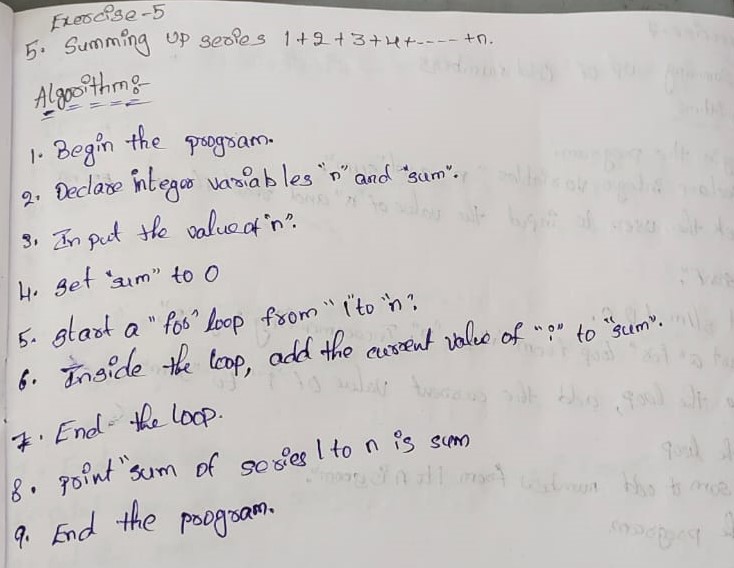 Exercise-5
5. Summing up series 1+2+3+4+-----+n.
Algorithm:-
1. Begin the program.
2. Declare integer variables "n" and "sum".
3. Input the value of "n".
4. Set "sum" to 0
5. Start a "for" loop from "1" to "n".
6. Inside the loop, add the current value of "i" to "sum".
7. End the loop.
8. print "sum of series 1 to n is sum
9. End the program.